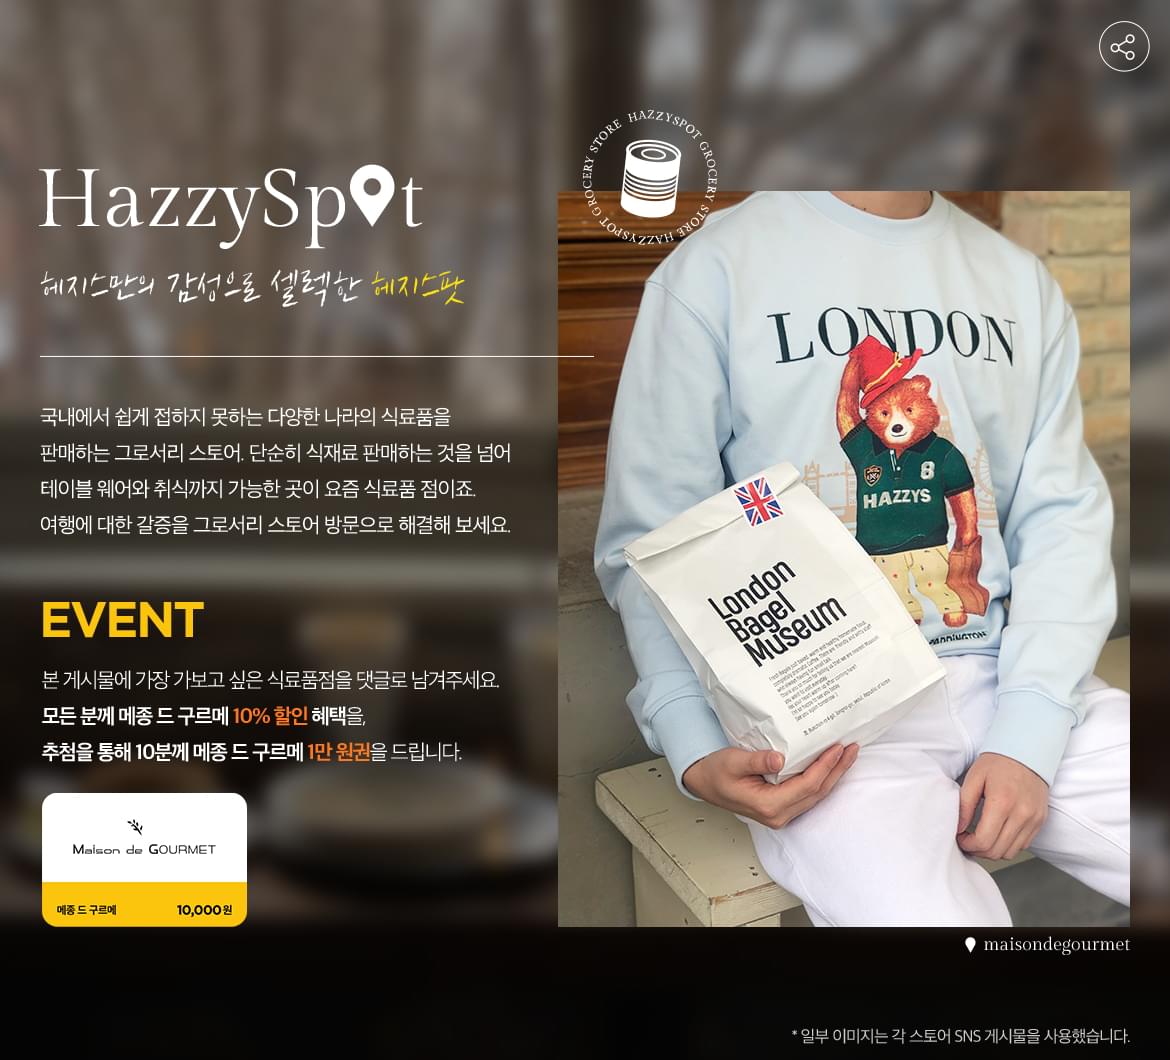 HAZZYSPOT GROCERY STORE HAZZYSPOT GROCERY STORE
HazzySpot
헤지스만의 감성으로 셀렉한 헤지스팟
국내에서 쉽게 접하지 못하는 다양한 나라의 식료품을
판매하는 그로서리 스토어. 단순히 식재료 판매하는 것을 넘어
테이블 웨어와 취식까지 가능한 곳이 요즘 식료품 점이죠.
여행에 대한 갈증을 그로서리 스토어 방문으로 해결해 보세요.
EVENT
본 게시물에 가장 가보고 싶은 식료품점을 댓글로 남겨주세요.
모든 분께 메종 드 구르메 10% 할인 혜택을,
추첨을 통해 10분께 메종 드 구르메 1만 원권을 드립니다.
Maison de GOURMET
메종 드 구르메 10,000원
LONDON
8
HAZZYS
PADDINGTON
London
Bagel
Museum
maisondegourmet
* 일부 이미지는 각 스토어 SNS 게시물을 사용했습니다.